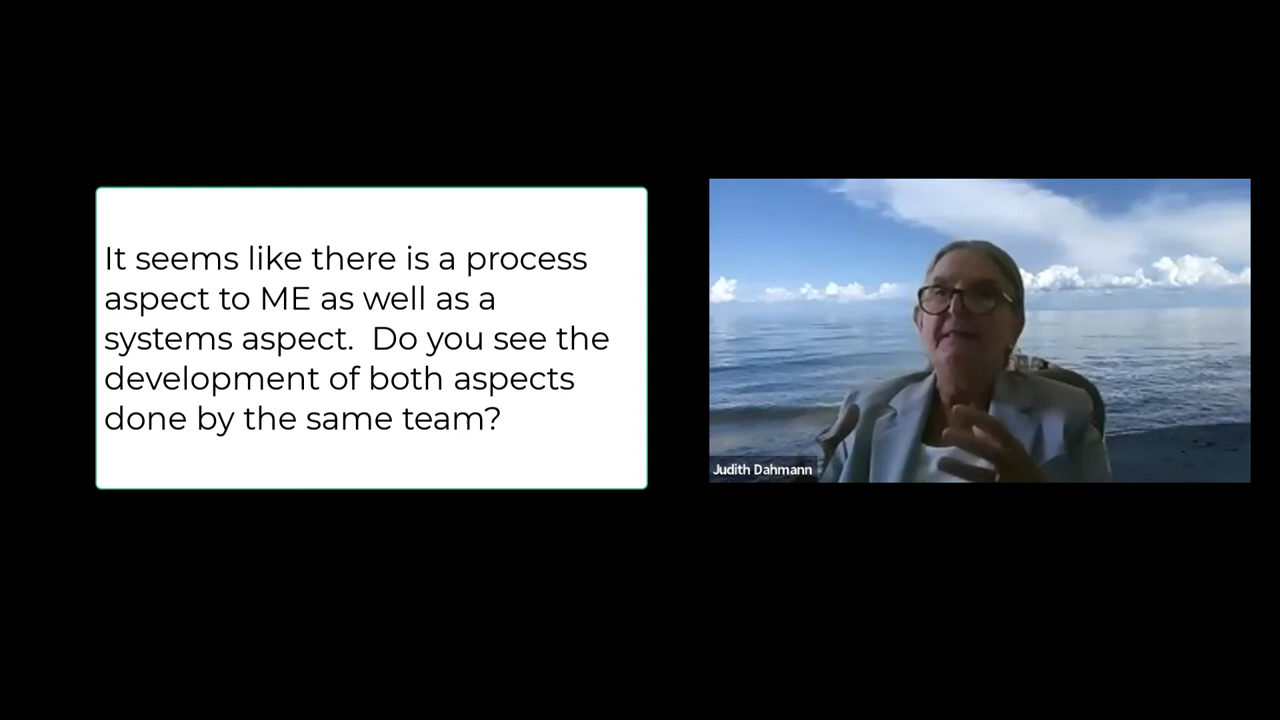 It seems like there is a process
aspect to ME as well as a
systems aspect.  Do you see the
development of both aspects
done by the same team?
Judith Dahmann